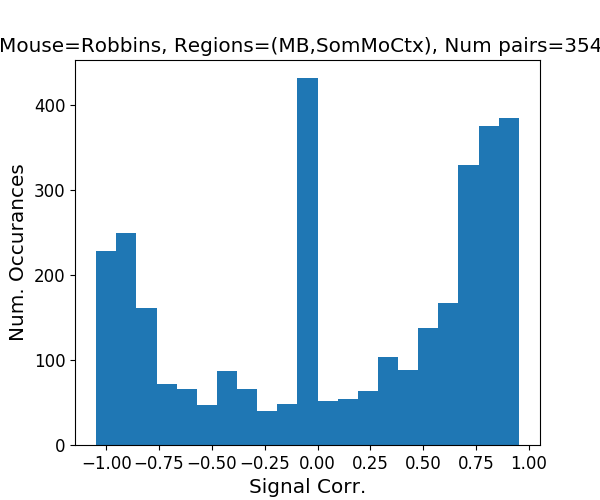 Mouse=Robbins, Regions=(MB,SomMoCtx), Num pairs=354
400
300
200
100
0
Num. Occurances
−1.00 −0.75 −0.50 −0.25 0.00 0.25 0.50 0.75 1.00
Signal Corr.